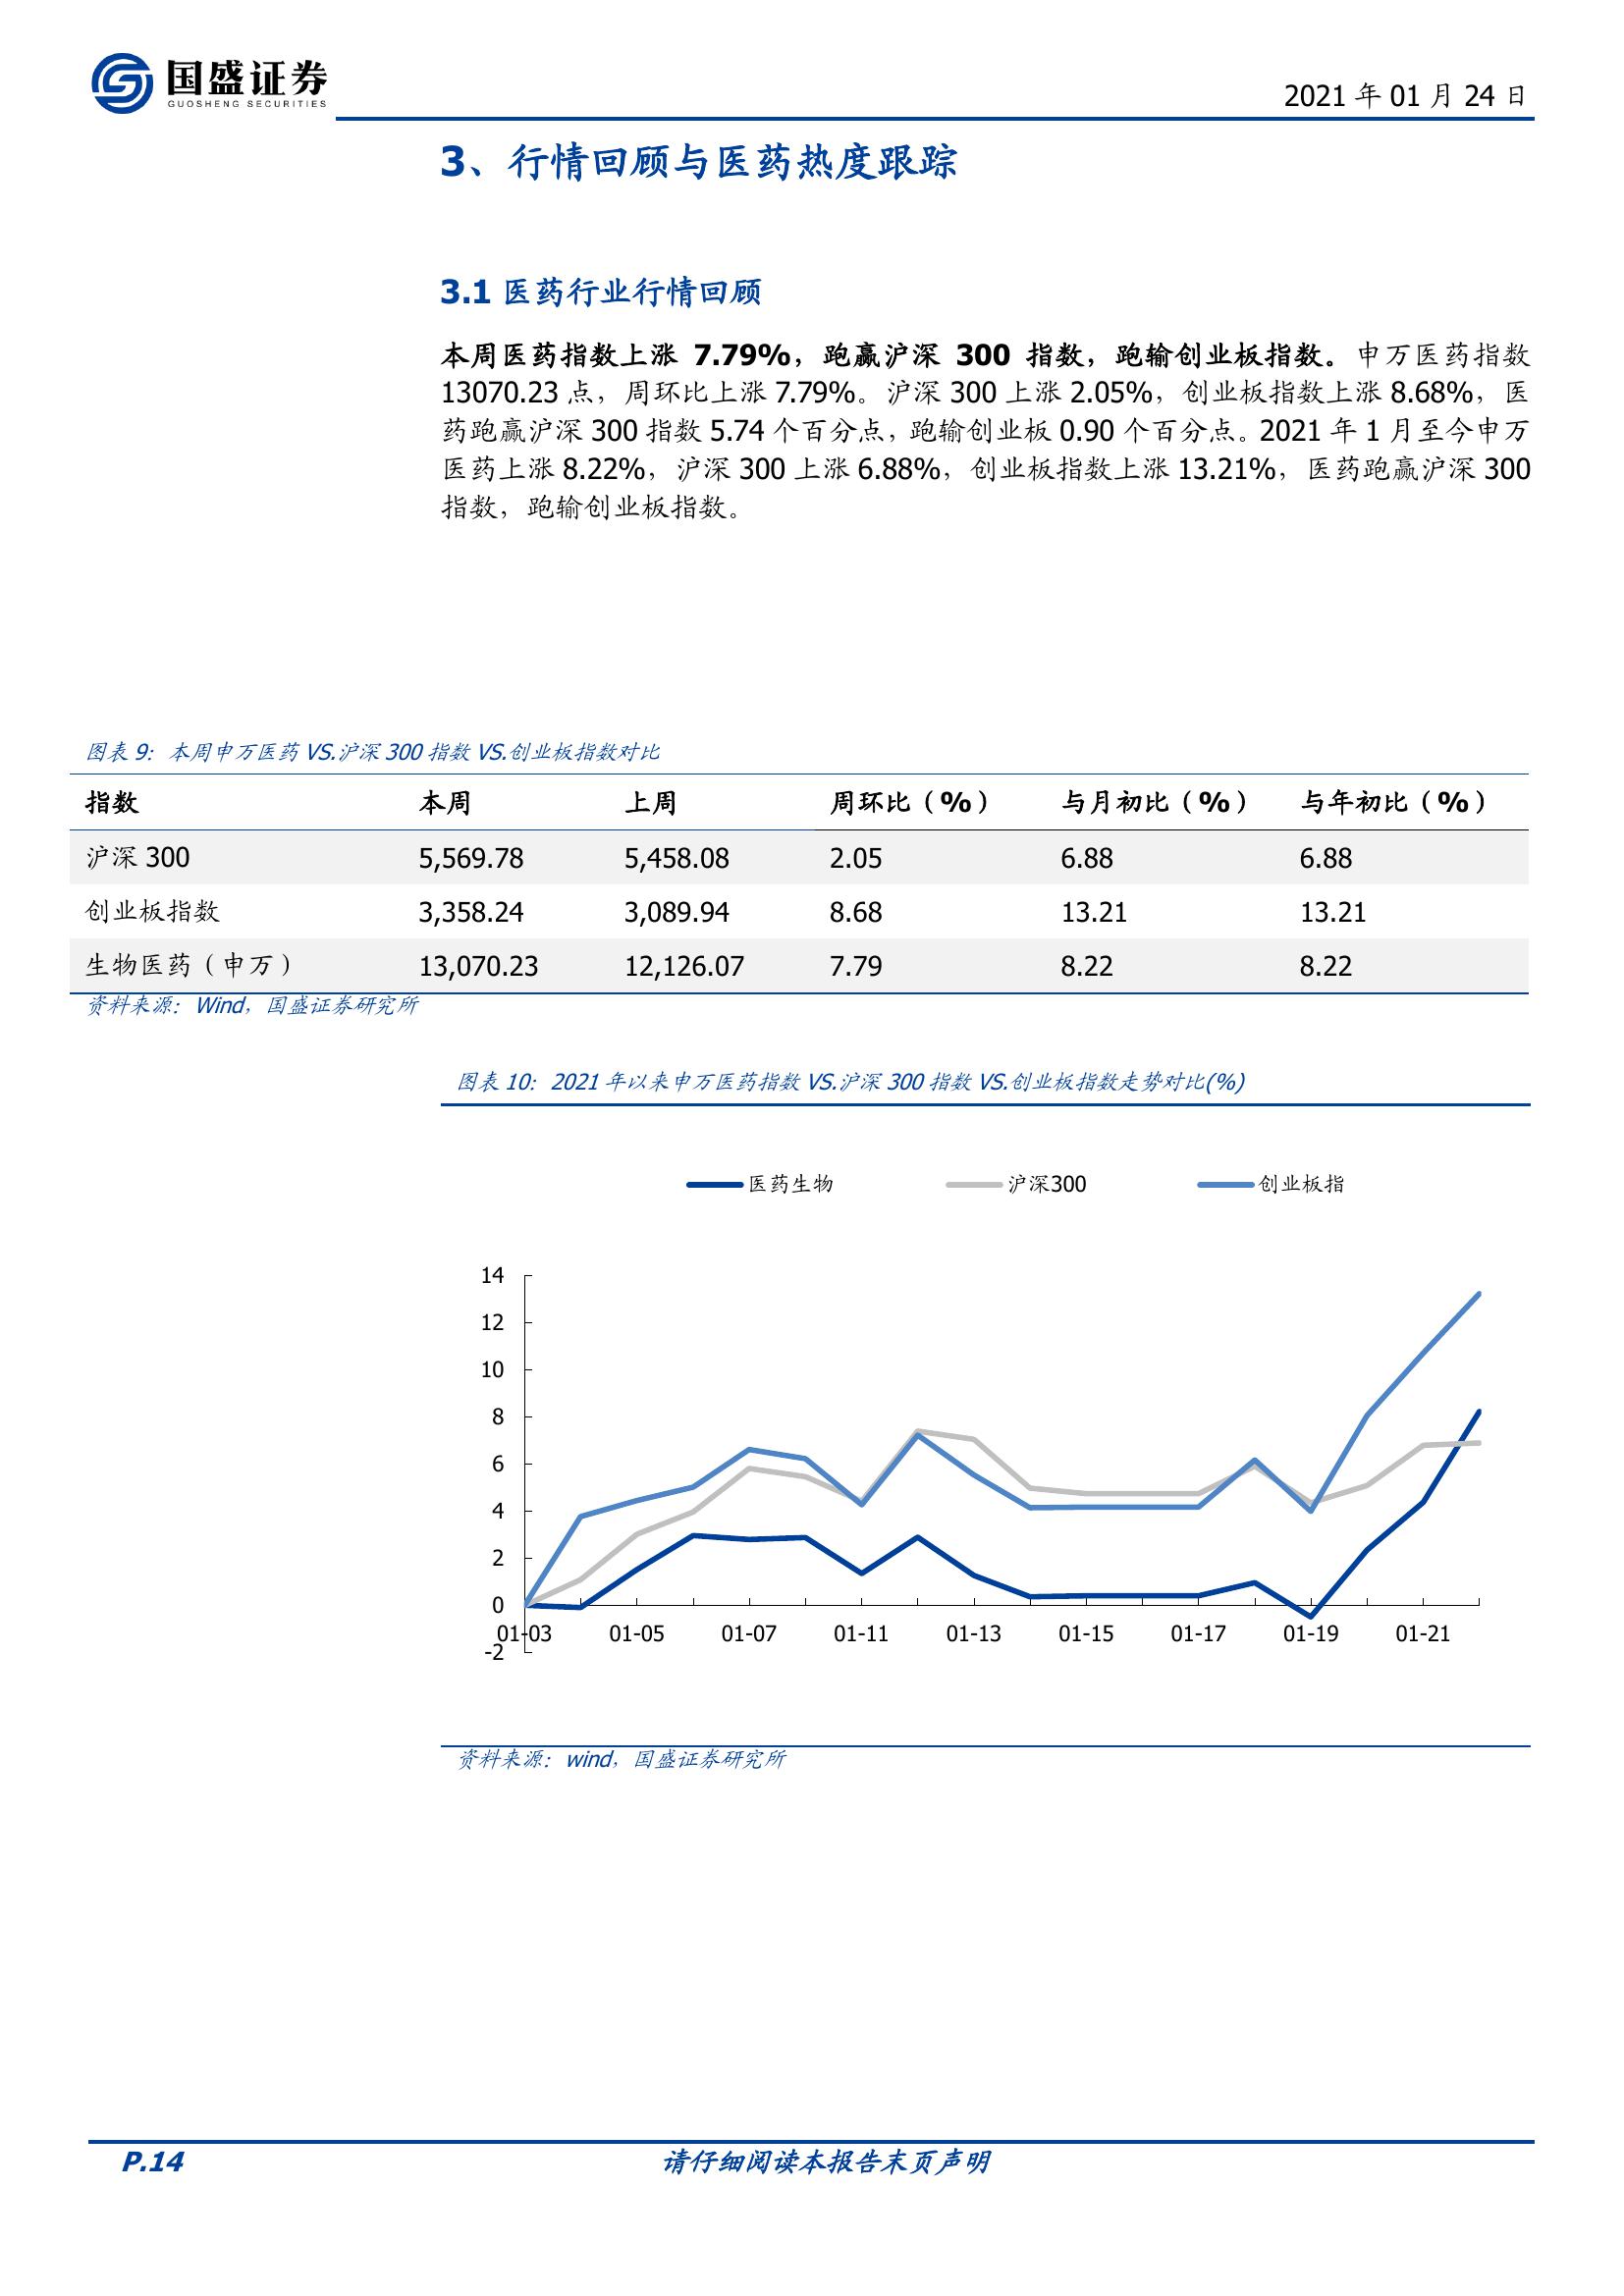 国盛证券
GUOSHENG SECURITIES
2021 年 01 月 24 日
3、行情回顾与医药热度跟踪
3.1 医药行业行情回顾
本周医药指数上涨 7.79%，跑赢沪深 300 指数，跑输创业板指数。申万医药指数
13070.23 点，周环比上涨 7.79%。沪深 300 上涨 2.05%，创业板指数上涨 8.68%，医
药跑赢沪深 300 指数 5.74 个百分点，跑输创业板 0.90 个百分点。2021 年 1 月至今申万
医药上涨 8.22%，沪深 300 上涨 6.88%，创业板指数上涨 13.21%，医药跑赢沪深 300
指数，跑输创业板指数。
图表 9：本周申万医药 VS.沪深 300 指数 VS.创业板指数对比
指数 本周 上周 周环比（%） 与月初比（%） 与年初比（%）
沪深 300 5,569.78 5,458.08 2.05 6.88 6.88
创业板指数 3,358.24 3,089.94 8.68 13.21 13.21
生物医药（申万） 13,070.23 12,126.07 7.79 8.22 8.22
资料来源：Wind，国盛证券研究所
图表 10：2021 年以来申万医药指数 VS.沪深 300 指数 VS.创业板指数走势对比(%)
医药生物 沪深300 创业板指
14
12
10
8
6
4
2
0
01-03 01-05 01-07 01-11 01-13 01-15 01-17 01-19 01-21
-2
资料来源：wind，国盛证券研究所
P.14 请仔细阅读本报告末页声明